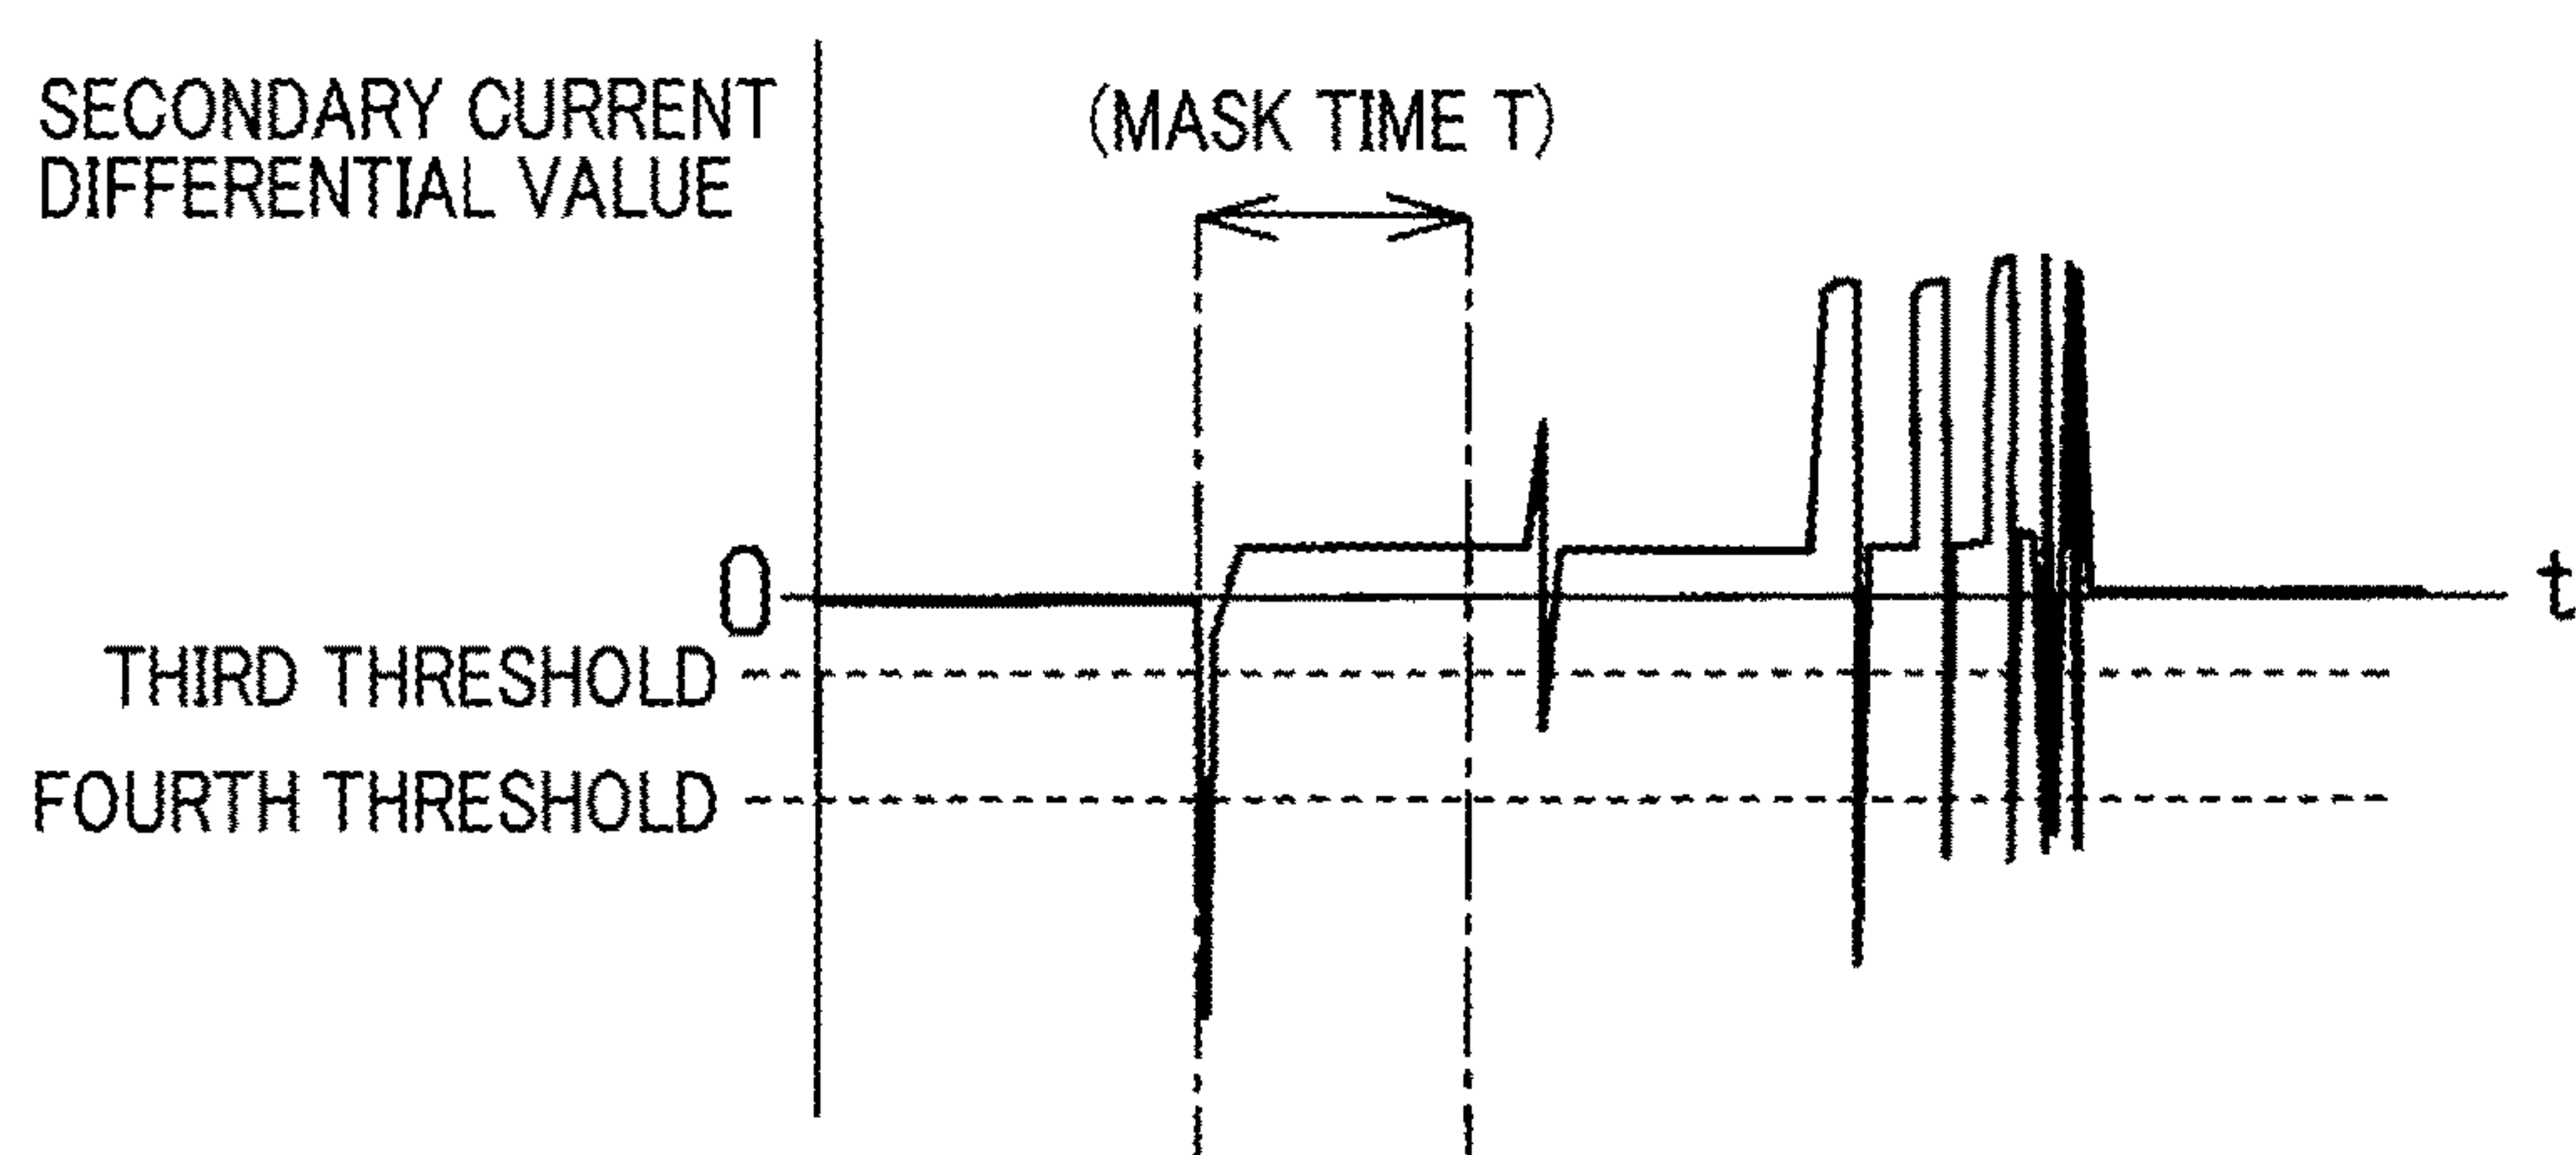 SECONDARY CURRENT
DIFFERENTIAL VALUE
(MASK TIME T)
0
t
THIRD THRESHOLD
FOURTH THRESHOLD